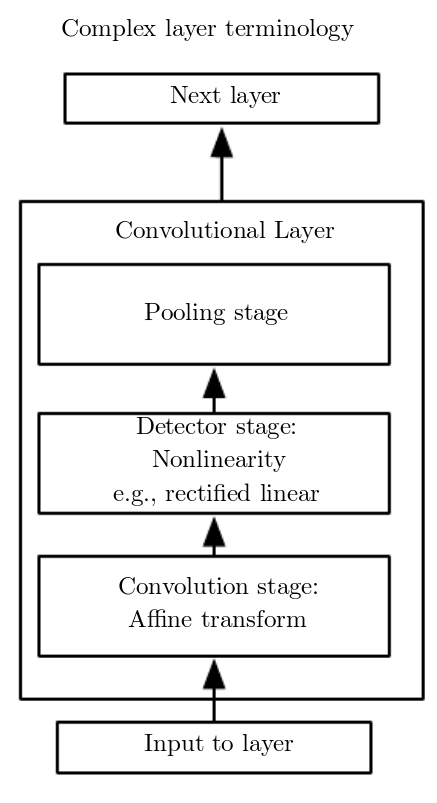 Complex layer terminology
Next layer
Convolutional Layer
Pooling stage
Detector stage:
Nonlinearity
e.g., rectified linear
Convolution stage:
Affine transform
Input to layer